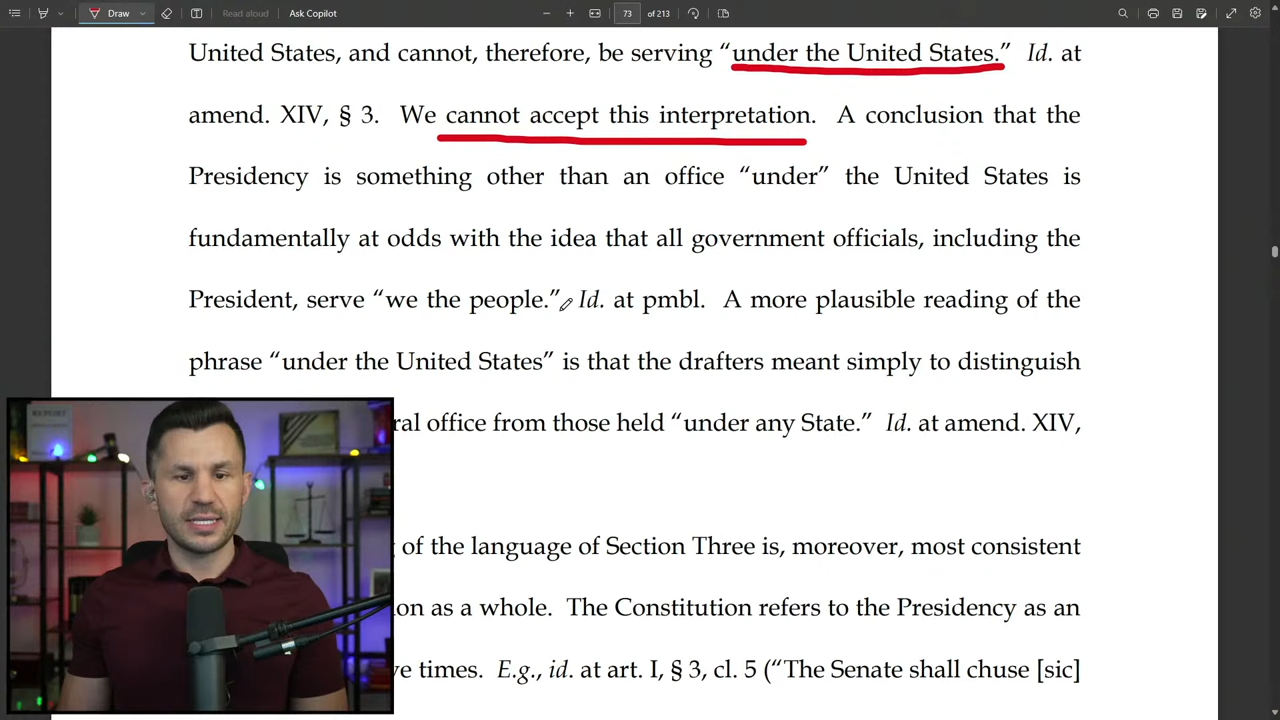 Draw
Read aloud
Ask Copilot
73 of 213
United States, and cannot, therefore, be serving “under the United States.” Id. at
amend. XIV, § 3. We cannot accept this interpretation. A conclusion that the
Presidency is something other than an office “under” the United States is
fundamentally at odds with the idea that all government officials, including the
President, serve “we the people.” Id. at pmbl. A more plausible reading of the
phrase “under the United States” is that the drafters meant simply to distinguish
ral office from those held “under any State.” Id. at amend. XIV,
of the language of Section Three is, moreover, most consistent
on as a whole. The Constitution refers to the Presidency as an
ve times. E.g., id. at art. I, § 3, cl. 5 (“The Senate shall chuse [sic]